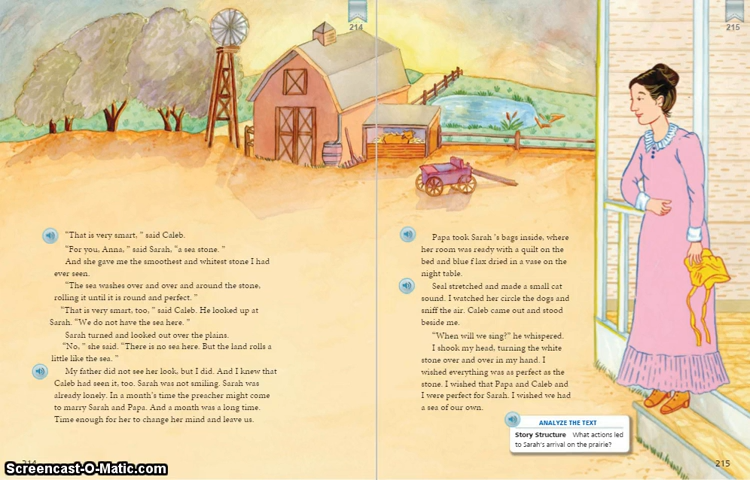 214
215
"That is very smart, " said Caleb.
"For you, Anna, " said Sarah, "a sea stone. "
And she gave me the smoothest and whitest stone I had
ever seen.
"The sea washes over and over and around the stone,
rolling it until it is round and perfect. "
"That is very smart, too, " said Caleb. He looked up at
Sarah. "We do not have the sea here. "
Sarah turned and looked out over the plains.
"No, " she said. "There is no sea here. But the land rolls a
little like the sea. "
My father did not see her look, but I did. And I knew that
Caleb had seen it, too. Sarah was not smiling. Sarah was
already lonely. In a month's time the preacher might come
to marry Sarah and Papa. And a month was a long time.
Time enough for her to change her mind and leave us.
Papa took Sarah 's bags inside, where
her room was ready with a quilt on the
bed and blue flax dried in a vase on the
night table.
Seal stretched and made a small cat
sound. I watched her circle the dogs and
sniff the air. Caleb came out and stood
beside me.
"When will we sing?" he whispered.
I shook my head, turning the white
stone over and over in my hand. I
wished everything was as perfect as the
stone. I wished that Papa and Caleb and
I were perfect for Sarah. I wished we had
a sea of our own.
ANALYZE THE TEXT
Story Structure What actions led
to Sarah's arrival on the prairie?
214
215
Screencast-O-Matic.com